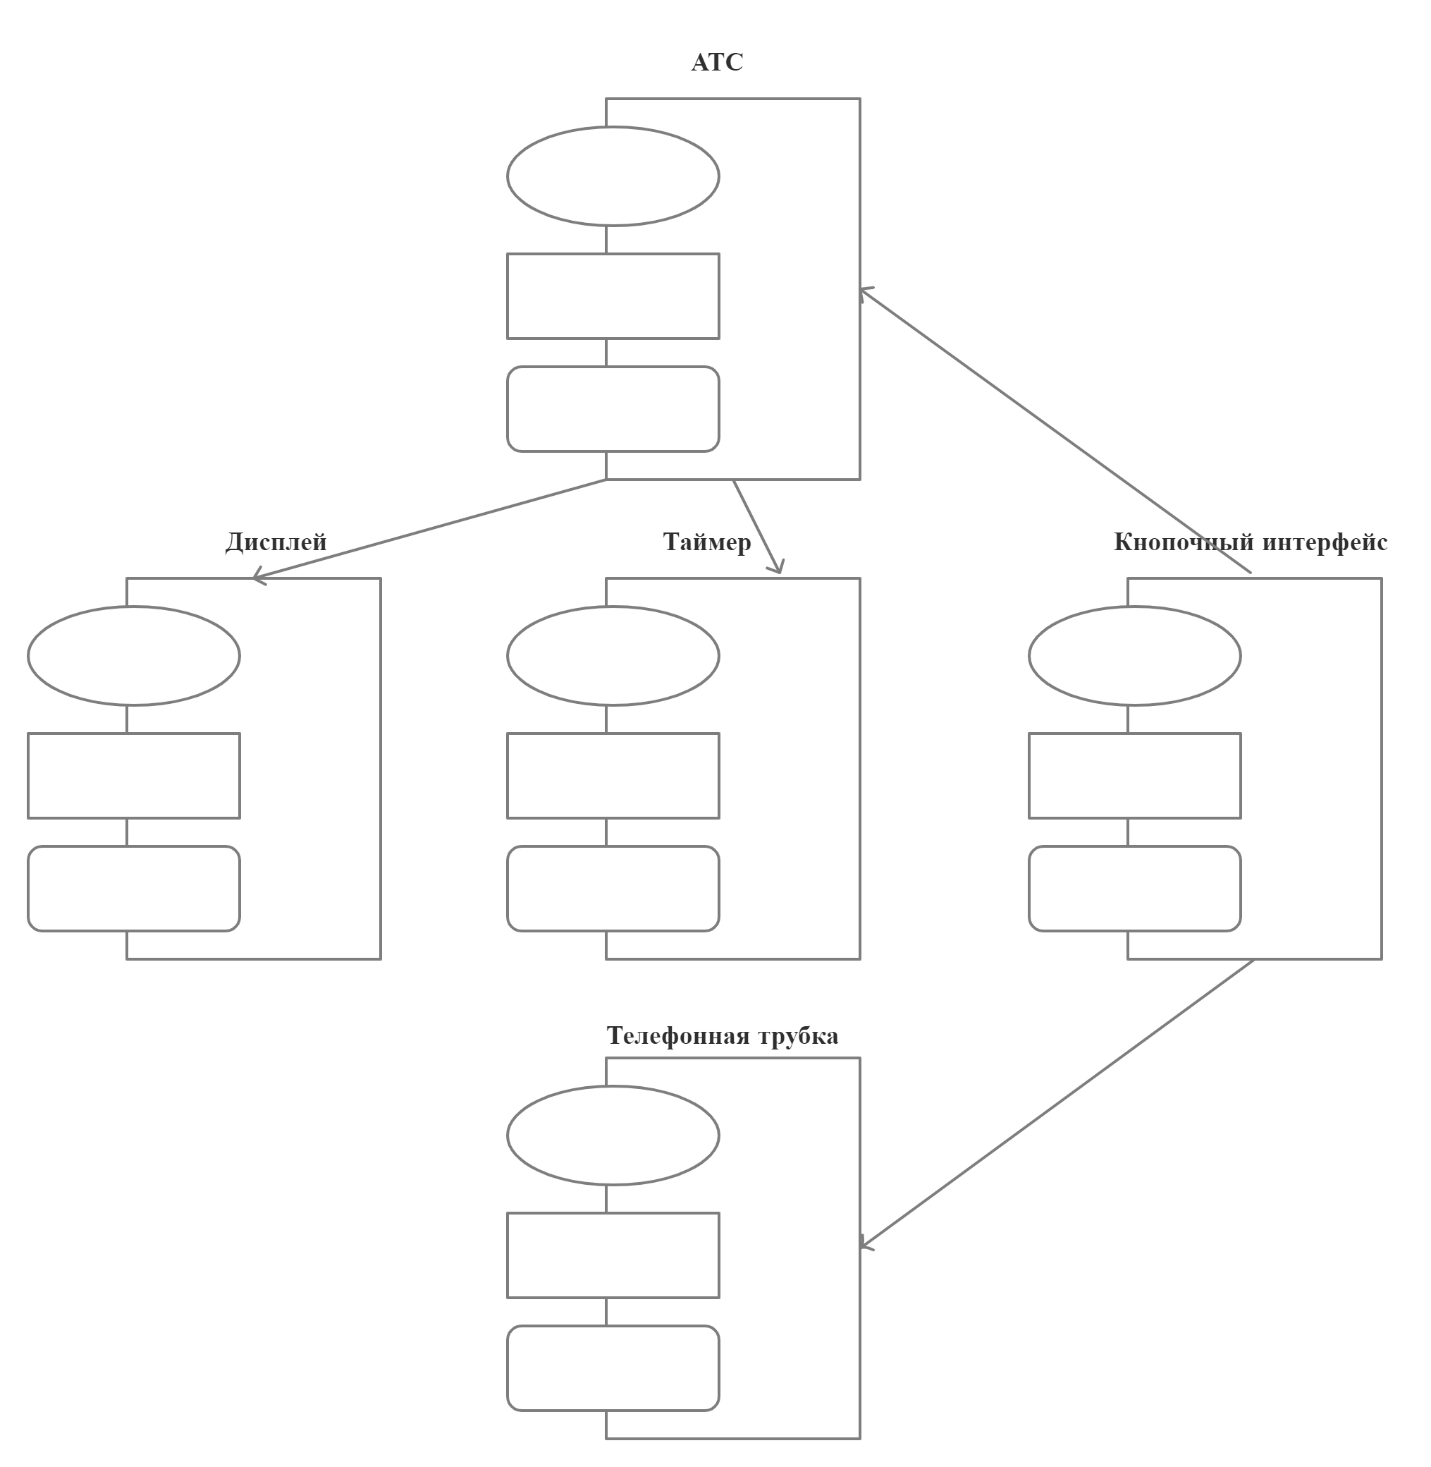 АТС
Дисплей
Таймер
Кнопочный интерфейс
Телефонная трубка